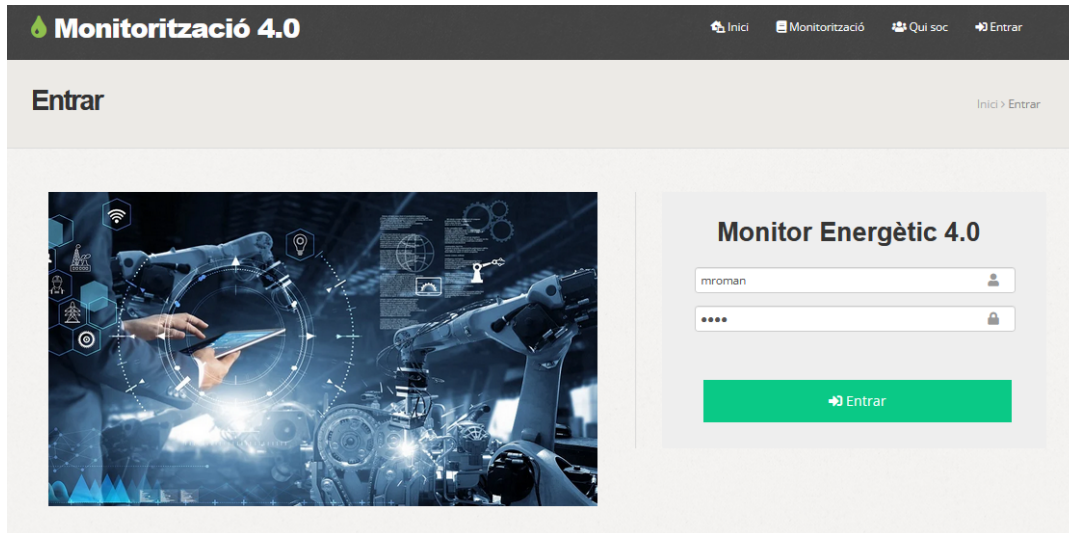 Monitorització 4.0
Inici
Monitorització
Qui soc
Entrar
Entrar
Inici > Entrar
Monitor Energètic 4.0
mroman
••••
Entrar